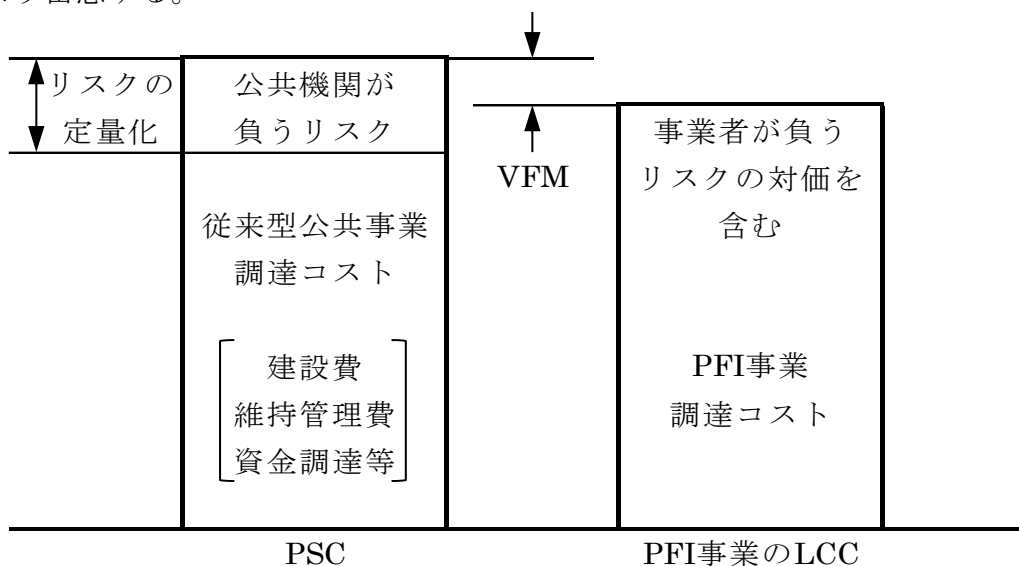 留意する。
リスクの
定量化
公共機関が
負うリスク
従来型公共事業
調達コスト
建設費
維持管理費
資金調達等
VFM
事業者が負う
リスクの対価を
含む
PFI事業
調達コスト
PSC
PFI事業のLCC